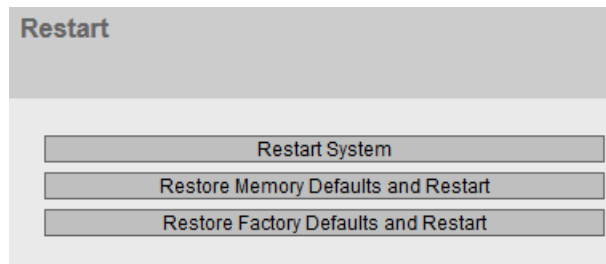 Restart
Restart System
Restore Memory Defaults and Restart
Restore Factory Defaults and Restart